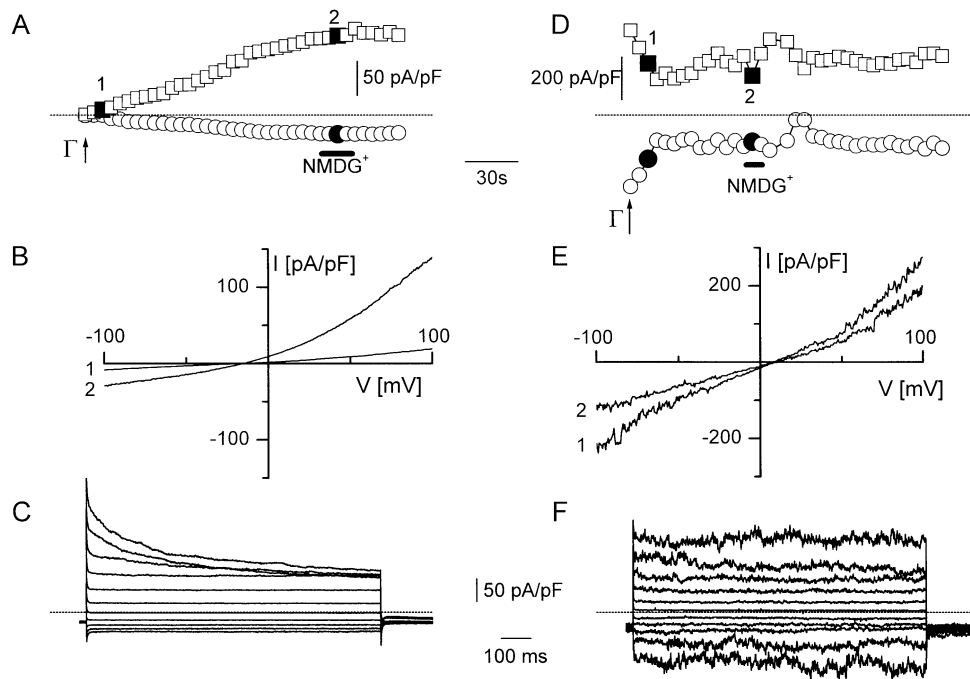 A
1
2
50 pA/pF
Γ
NMDG⁺
30s
D
1
200 pA/pF
2
NMDG⁺
Γ
B
I [pA/pF]
100
-100
100
1
2
V [mV]
-100
E
I [pA/pF]
200
-100
100
2
1
V [mV]
-200
C
50 pA/pF
100 ms
F